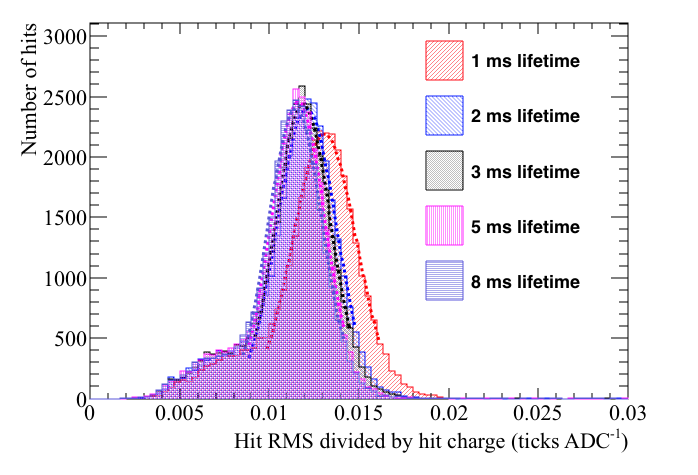 Number of hits
3000
2500
2000
1500
1000
500
0
0 0.005 0.01 0.015 0.02 0.025 0.03
Hit RMS divided by hit charge (ticks ADC⁻¹)
1 ms lifetime
2 ms lifetime
3 ms lifetime
5 ms lifetime
8 ms lifetime